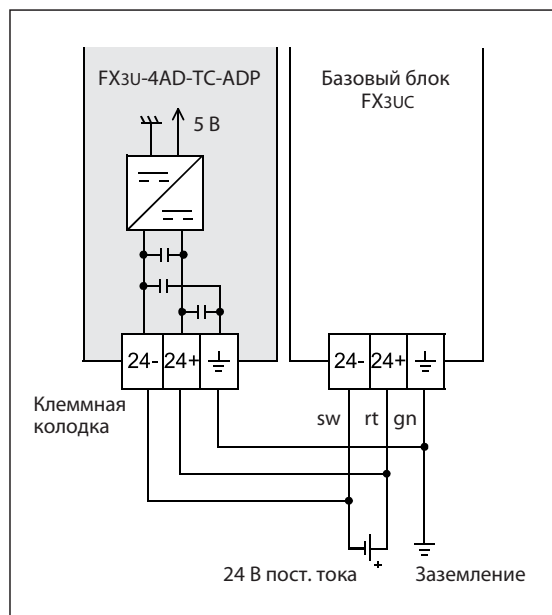 FX3U-4AD-TC-ADP
Базовый блок
FX3UC
5 В
24- 24+
24- 24+
Клеммная
колодка
sw rt gn
+
24 В пост. тока
Заземление